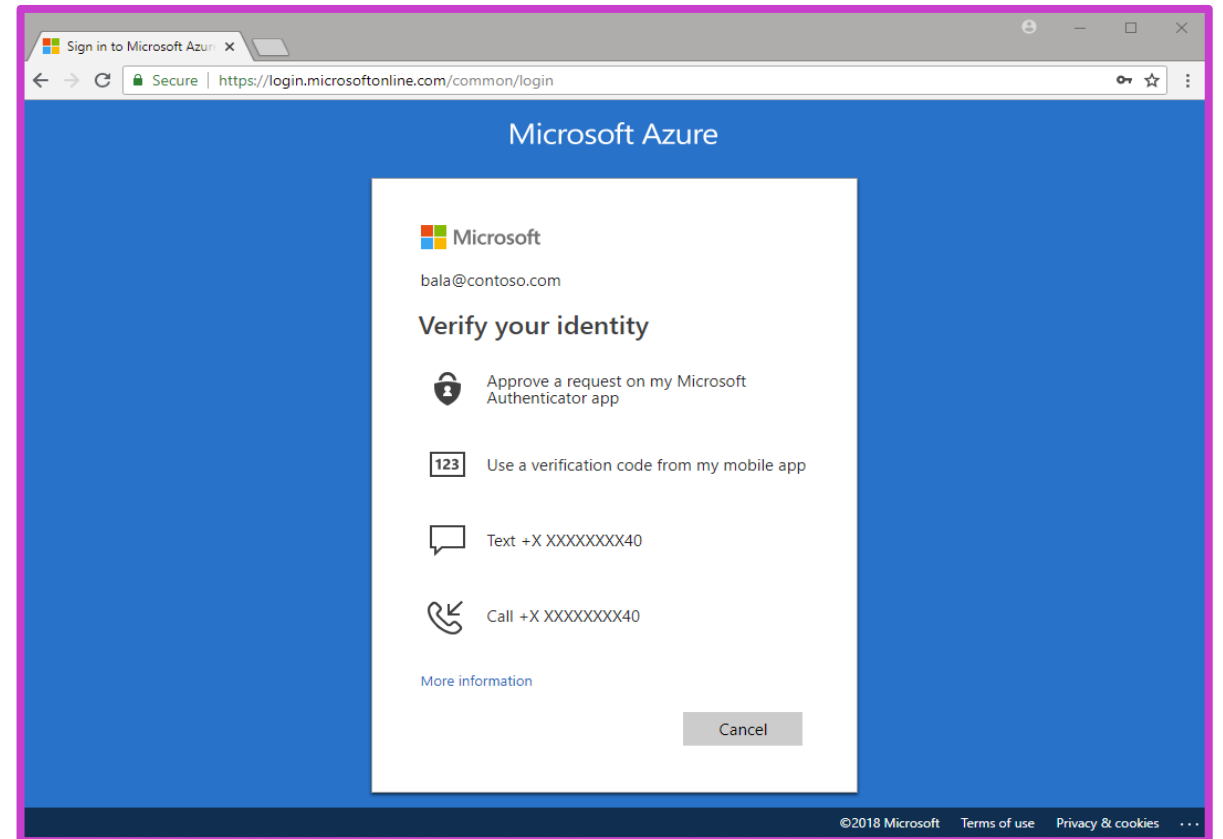 Sign in to Microsoft Azur
Secure | https://login.microsoftonline.com/common/login
Microsoft Azure
Microsoft
bala@contoso.com
Verify your identity
Approve a request on my Microsoft
Authenticator app
123 Use a verification code from my mobile app
Text +X XXXXXXXX40
Call +X XXXXXXXX40
More information
Cancel
©2018 Microsoft Terms of use Privacy & cookies ...